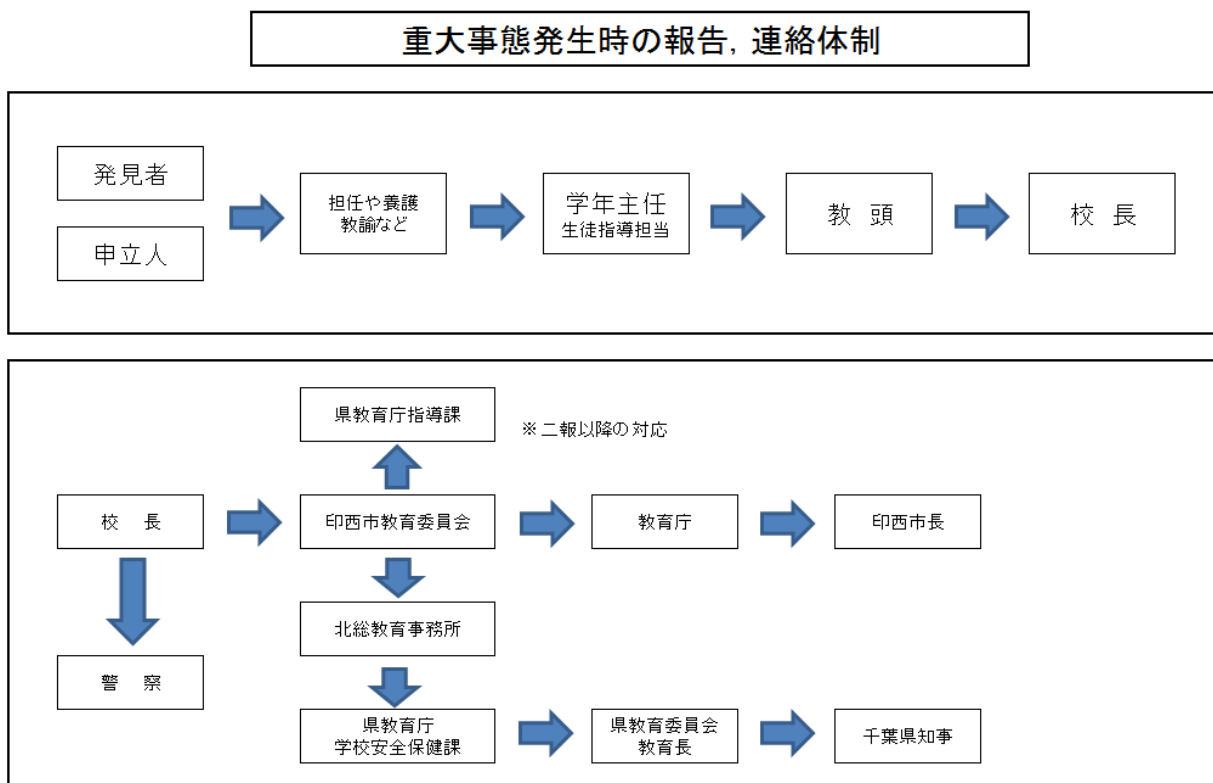 重大事態発生時の報告，連絡体制
発見者
申立人
担任や養護
教諭など
学年主任
生徒指導担当
教　頭
校　長
県教育庁指導課
※二報以降の対応
校　長
印西市教育委員会
教育庁
印西市長
北総教育事務所
警　察
県教育庁
学校安全保健課
県教育委員会
教育長
千葉県知事